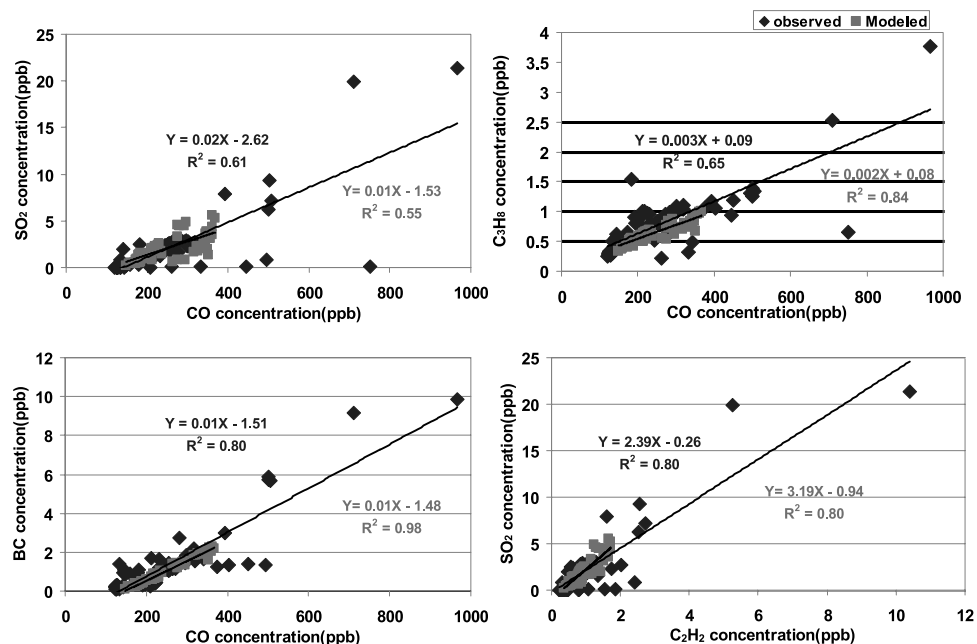 observed Modeled
SO2 concentration(ppb)
25
20
15
10
5
0
Y = 0.02X - 2.62
R2 = 0.61
Y= 0.01X - 1.53
R2 = 0.55
0 200 400 600 800 1000
CO concentration(ppb)
C3H8 concentration(ppb)
4
3.5
3
2.5
2
1.5
1
0.5
0
Y = 0.003X + 0.09
R2 = 0.65
Y= 0.002X + 0.08
R2 = 0.84
0 200 400 600 800 1000
CO concentration(ppb)
BC concentration(ppb)
12
10
8
6
4
2
0
Y = 0.01X - 1.51
R2 = 0.80
Y= 0.01X - 1.48
R2 = 0.98
0 200 400 600 800 1000
CO concentration(ppb)
SO2 concentration(ppb)
25
20
15
10
5
0
Y = 2.39X - 0.26
R2 = 0.80
Y= 3.19X - 0.94
R2 = 0.80
0 2 4 6 8 10 12
C2H2 concentration(ppb)